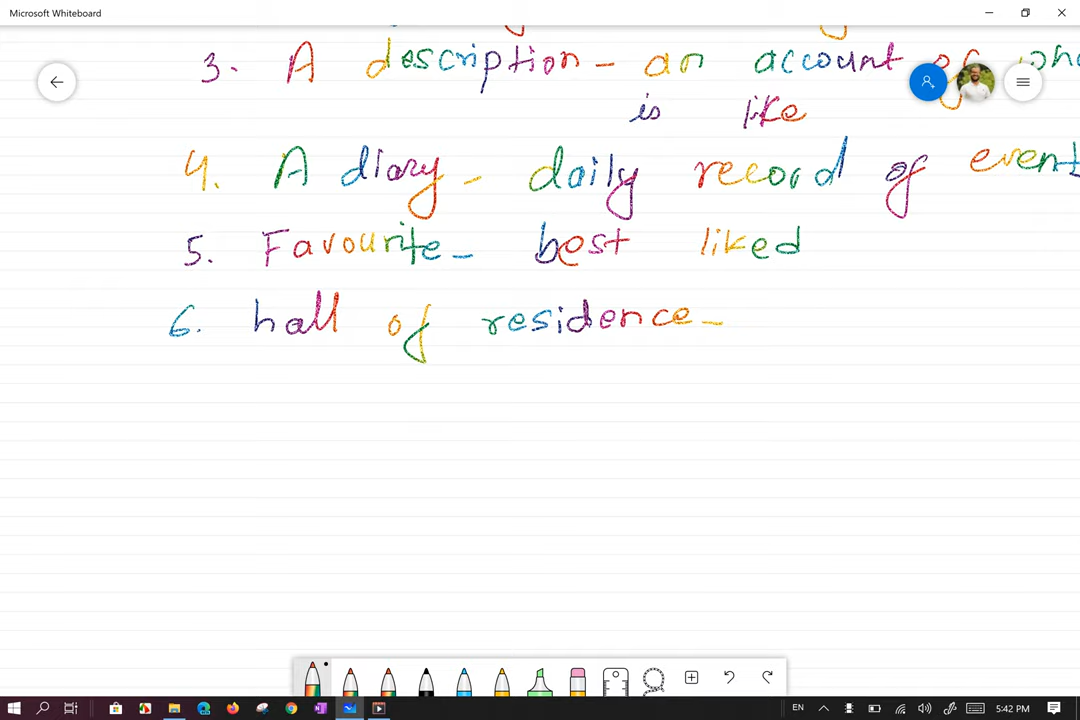 Microsoft Whiteboard
3. A description - an account of
is like
4. A diary - daily record of event
5. Favourite - best liked
6. hall of residence -
EN
5:42 PM